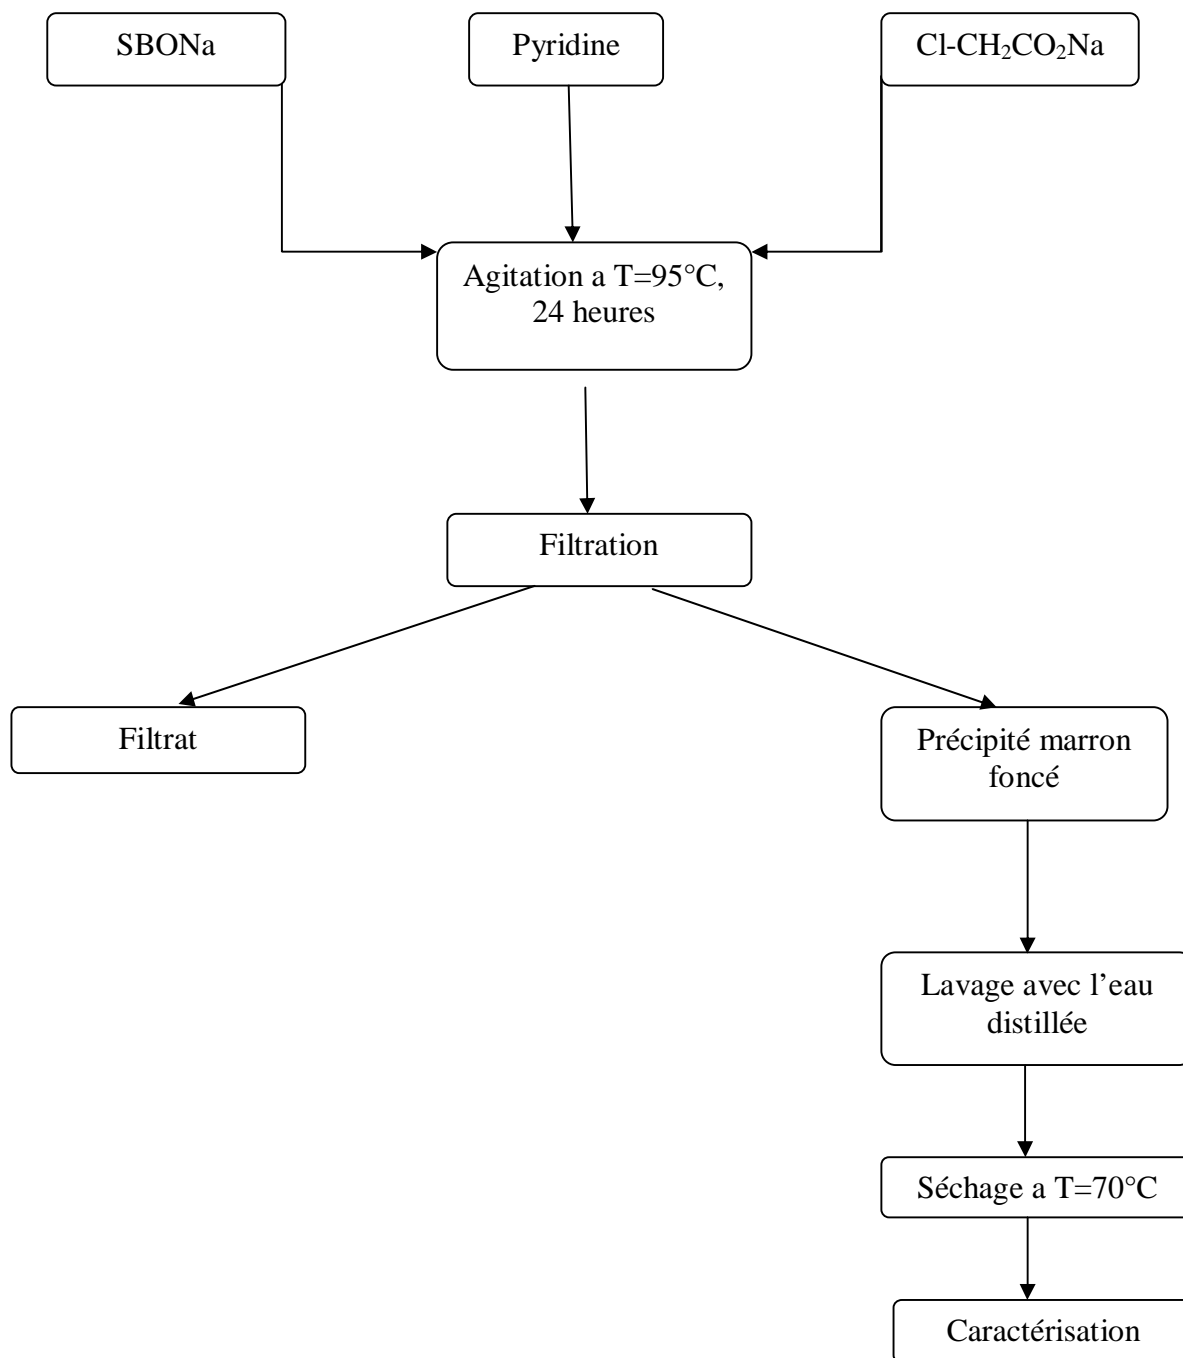 SBONa
Pyridine
Cl-CH₂CO₂Na
Agitation a T=95°C,
24 heures
Filtration
Filtrat
Précipité marron
foncé
Lavage avec l’eau
distillée
Séchage a T=70°C
Caractérisation